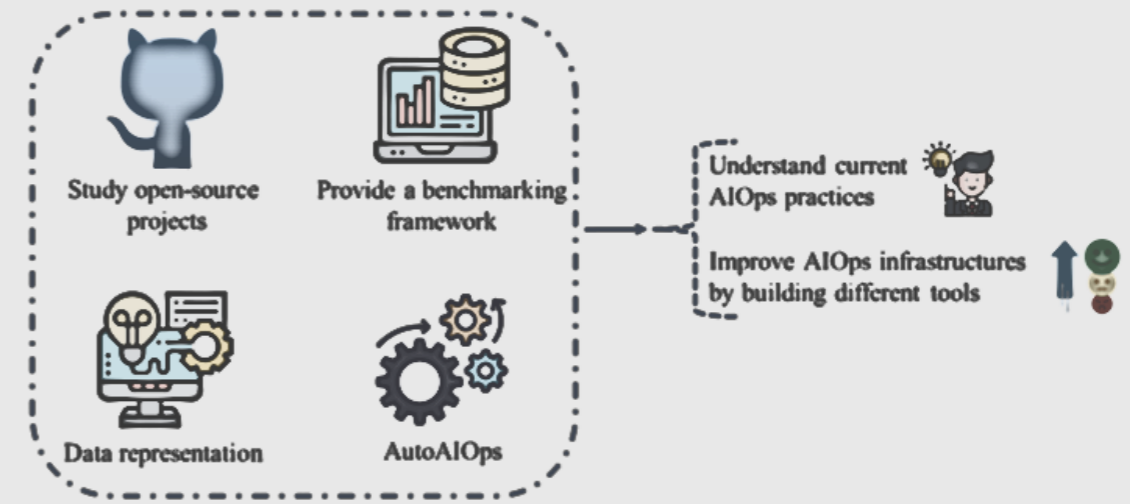 Study open-source
projects
Provide a benchmarking
framework
Data representation
AutoAIOps
Understand current
AIOps practices
Improve AIOps infrastructures
by building different tools